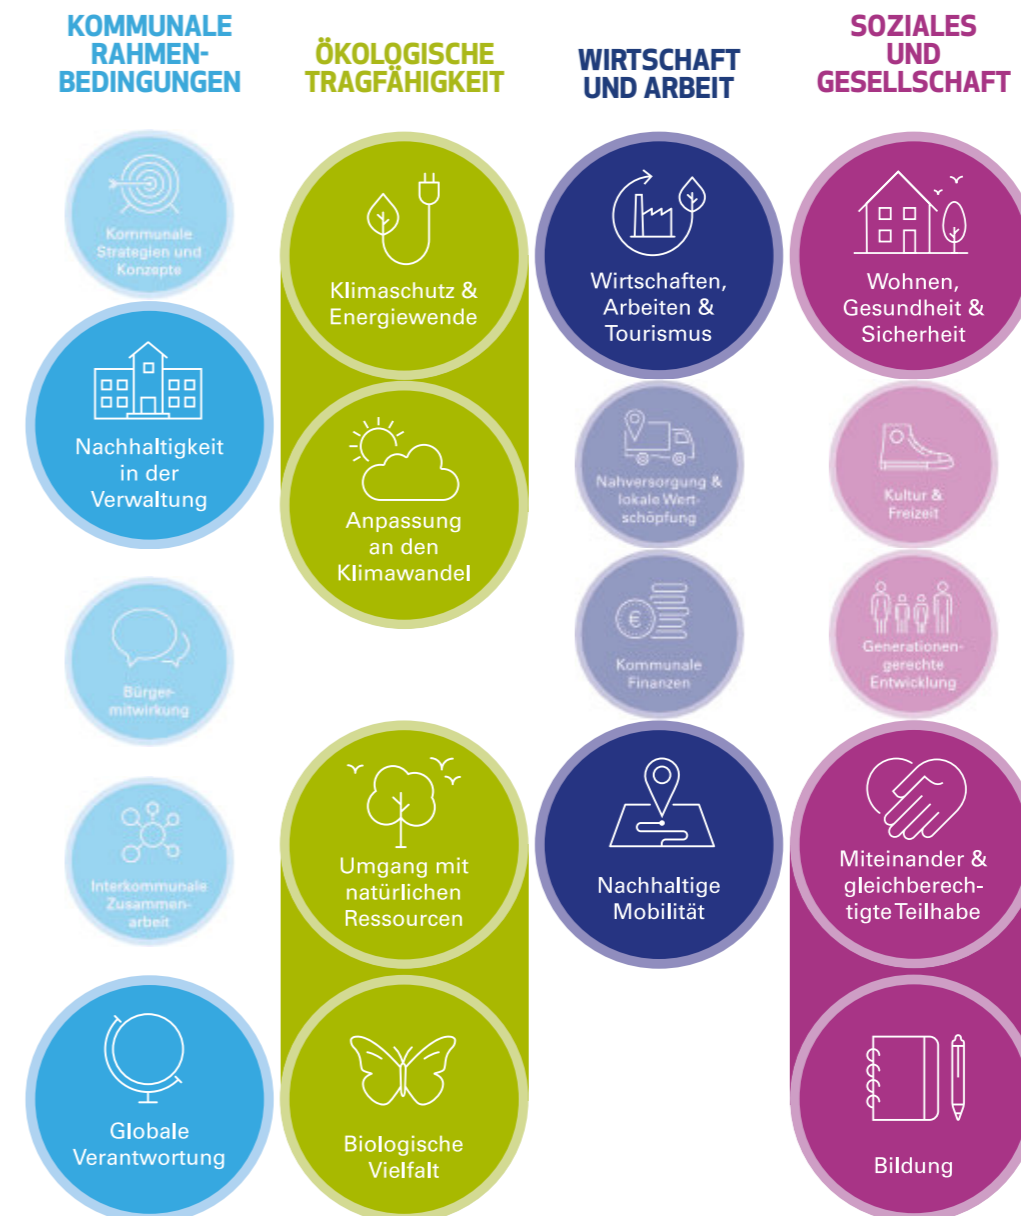 KOMMUNALE
RAHMEN-
BEDINGUNGEN
Kommunale
Strategien und
Konzepte
Nachhaltigkeit
in der
Verwaltung
Bürger-
mitwirkung
Interkommunale
Zusammen-
arbeit
Globale
Verantwortung
ÖKOLOGISCHE
TRAGFÄHIGKEIT
Klimaschutz &
Energiewende
Anpassung
an den
Klimawandel
Umgang mit
natürlichen
Ressourcen
Biologische
Vielfalt
WIRTSCHAFT
UND ARBEIT
Wirtschaften,
Arbeiten &
Tourismus
Nahversorgung &
lokale Wert-
schöpfung
€
Kommunale
Finanzen
Nachhaltige
Mobilität
SOZIALES
UND
GESELLSCHAFT
Wohnen,
Gesundheit &
Sicherheit
Kultur &
Freizeit
Generationen-
gerechte
Entwicklung
Miteinander &
gleichberech-
tigte Teilhabe
Bildung